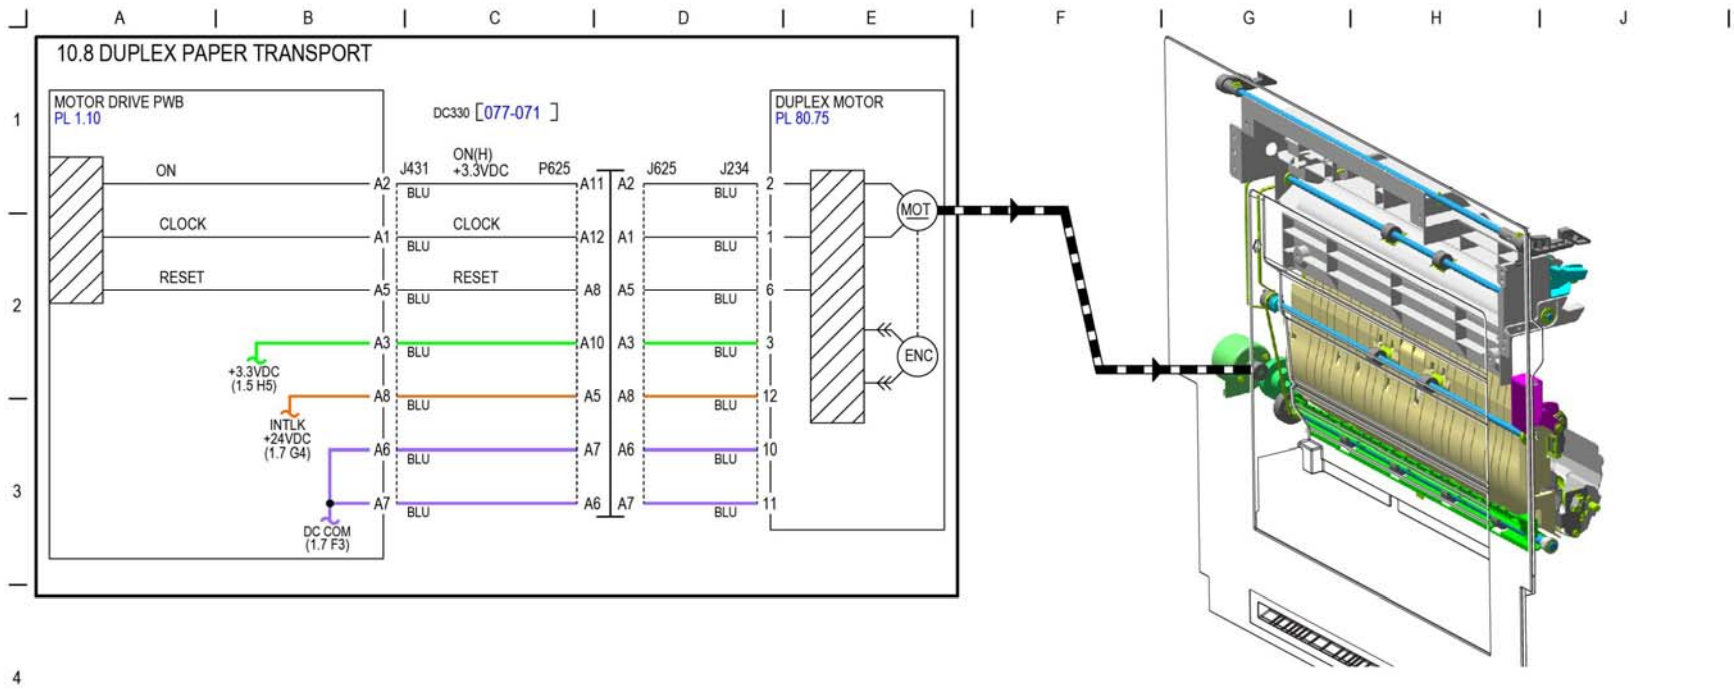 A B C D E F G H J
10.8 DUPLEX PAPER TRANSPORT
MOTOR DRIVE PWB
PL 1.10
DC330 [077-071 ]
DUPLEX MOTOR
PL 80.75
1
ON
A2
J431
ON(H)
+3.3VDC
P625
A11
A2
J625
J234
2
BLU
BLU
MOT
CLOCK
A1
CLOCK
A12
A1
1
BLU
BLU
RESET
A5
RESET
A8
A5
6
BLU
BLU
2
A3
A10
A3
3
BLU
BLU
ENC
+3.3VDC
(1.5 H5)
A8
A5
A8
12
BLU
BLU
INTLK
+24VDC
(1.7 G4)
A6
A7
A6
10
BLU
BLU
3
A7
A6
A7
11
BLU
BLU
DC COM
(1.7 F3)
4